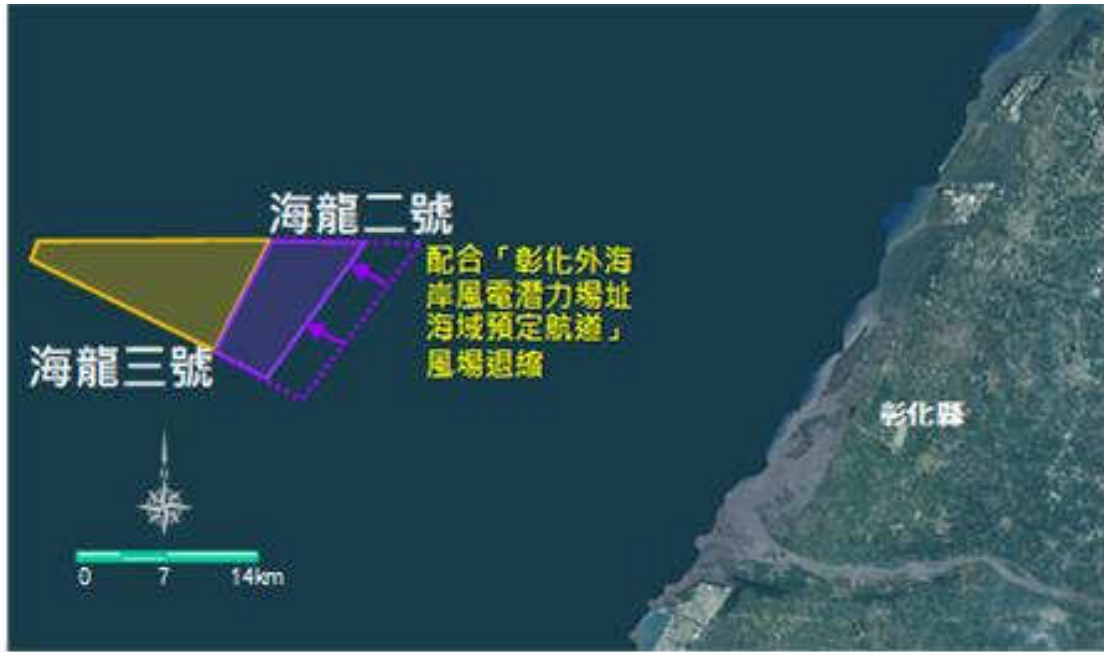 海龍二號
配合「彰化外海
岸風電潛力場址
海域預定航道」
風場退縮
海龍三號
彰化縣
0 7 14km